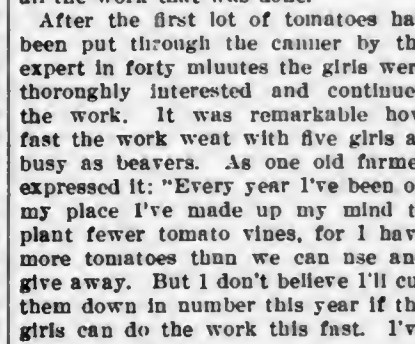 After the first lot of tomatoes ha
been put through the canner by th
expert in forty minutes the girls wer
thoroughly interested and continue
the work. It was remarkable how
fast the work went with five girls a
busy as beavers. As one old farme
expressed it: "Every year I've been o
my place I've made up my mind t
plant fewer tomato vines, for I hav
more tomatoes than we can use an
give away. But I don't believe I'll cu
them down in number this year if th
girls can do the work this fast. I'v